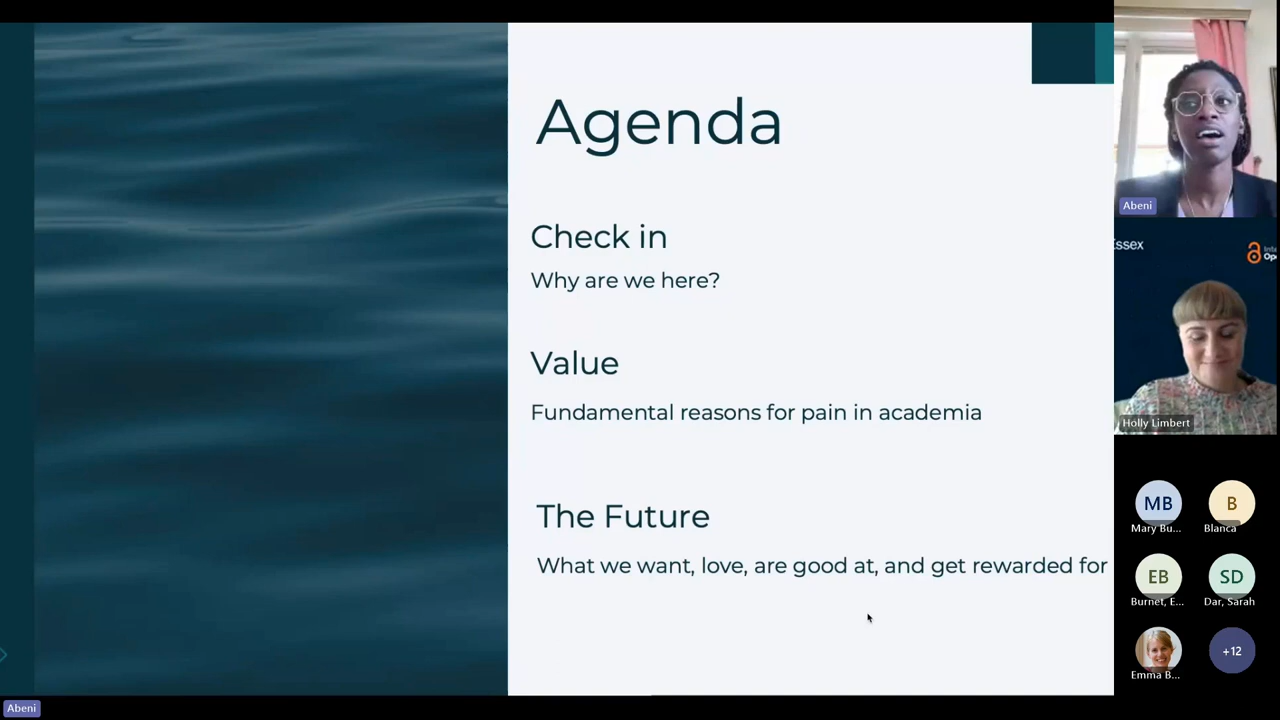 Agenda
Check in
Why are we here?
Value
Fundamental reasons for pain in academia
The Future
What we want, love, are good at, and get rewarded for
Abeni
Essex
Inte
Op
Holly Limbert
MB
Mary Bu...
B
Blanca
EB
Burnet, E...
SD
Dar, Sarah
Emma B...
+12
Abeni